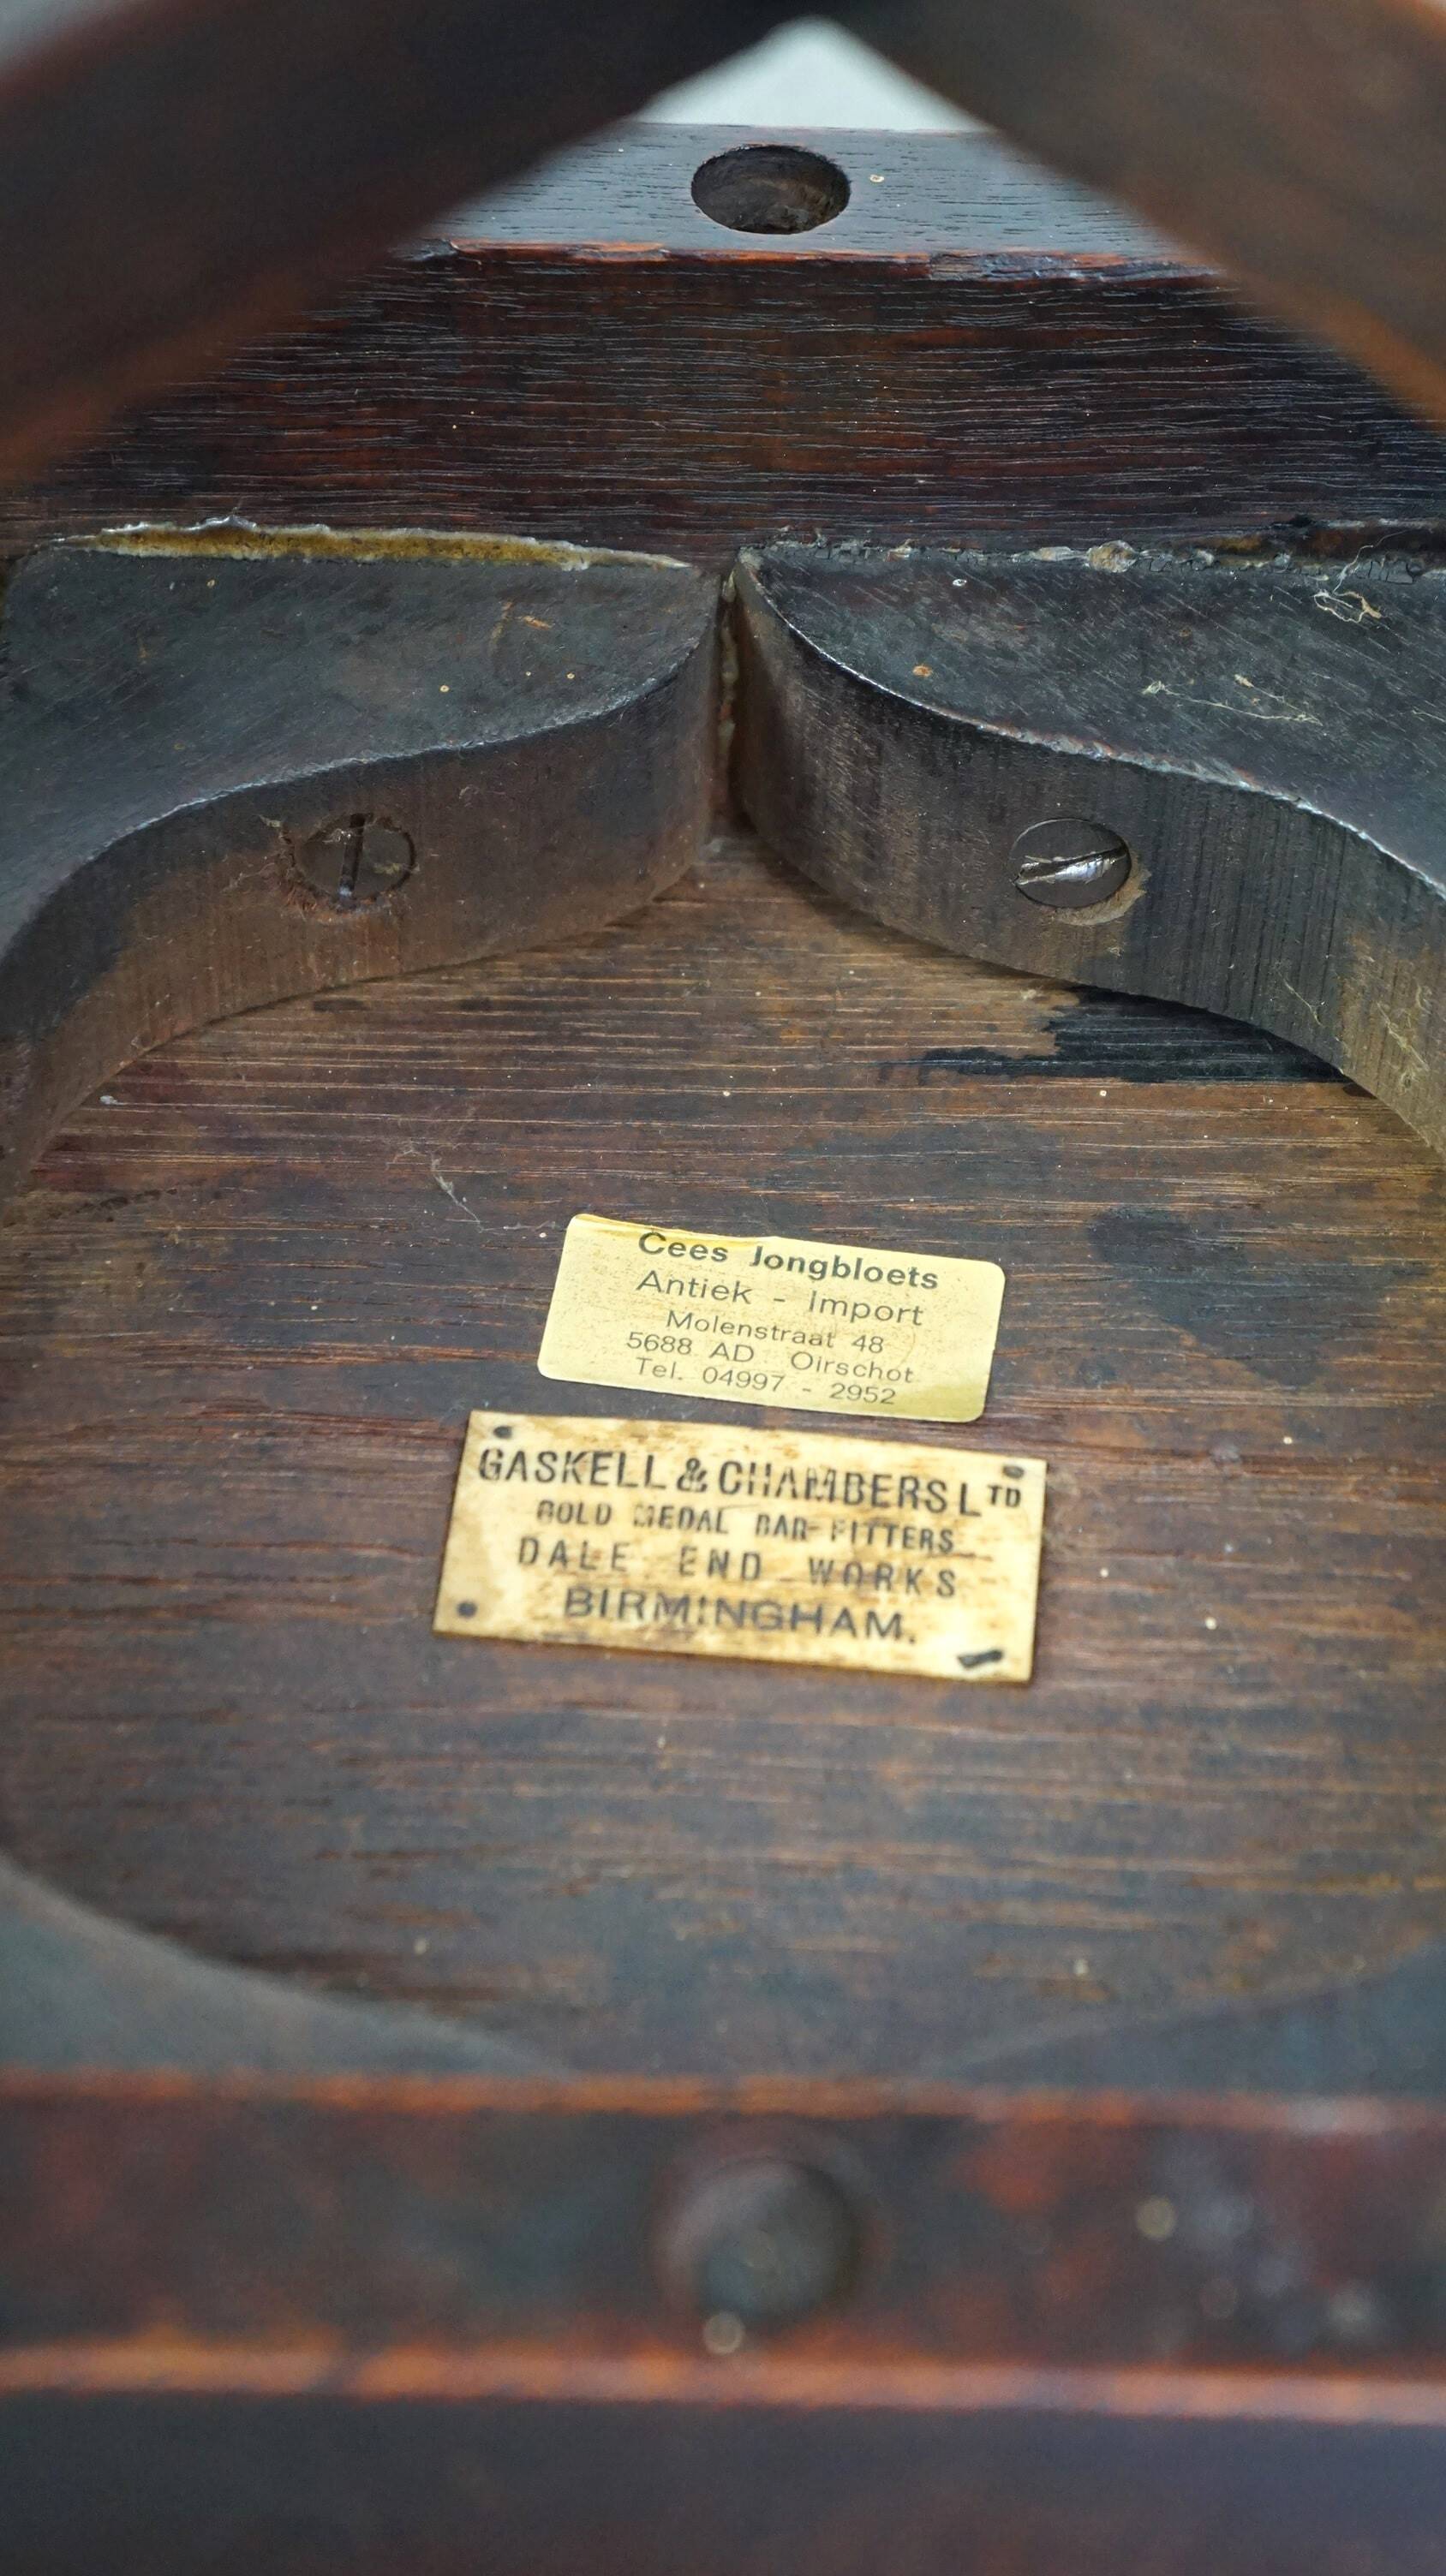 Cees Jongbloets
Antiek - Import
Molenstraat 48
5688 AD Oirschot
Tel. 04997 - 2952
GASKELL & CHAMBERS LTD
GOLD MEDAL BAR-FITTERS
DALE END WORKS
BIRMINGHAM.